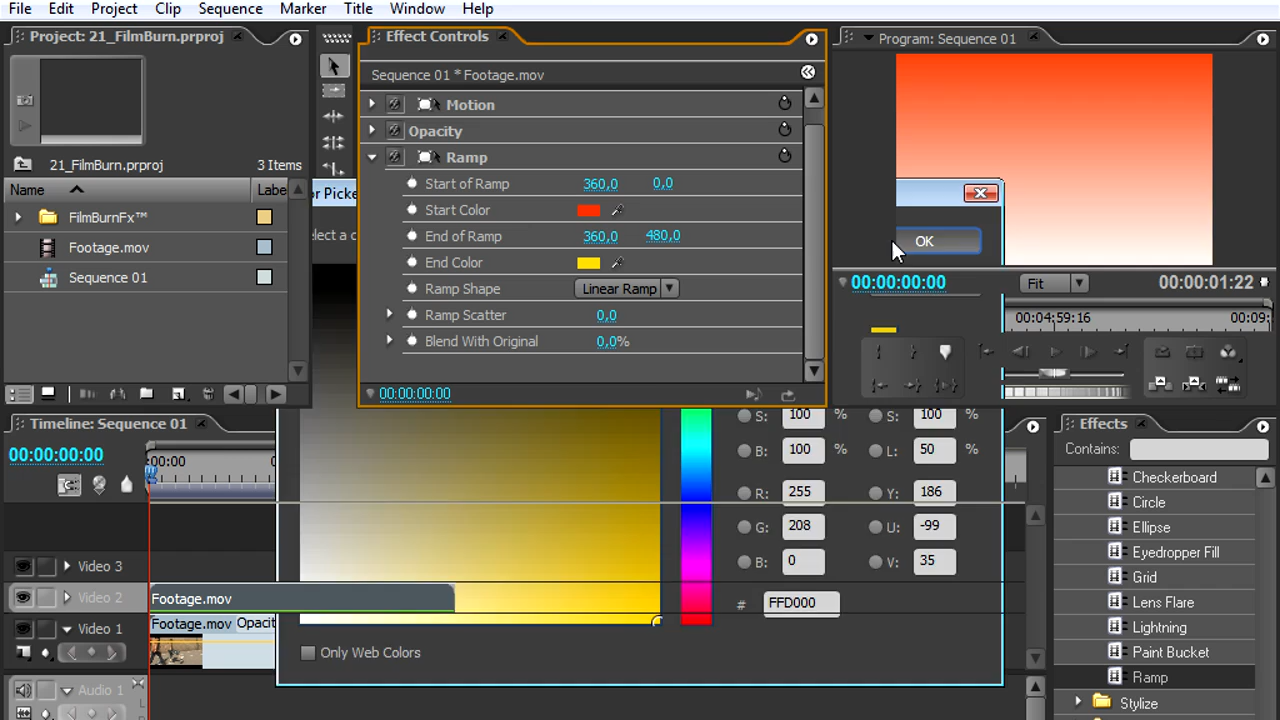 File Edit Project Clip Sequence Marker Title Window Help
Project: 21_FilmBurn.prproj
21_FilmBurn.prproj 3 Items
Name Labe
FilmBurnFx™
Footage.mov
Sequence 01
Effect Controls
Sequence 01 * Footage.mov
Motion
Opacity
Ramp
Start of Ramp 360,0 0,0
Start Color
End of Ramp 360,0 480,0
End Color
Ramp Shape Linear Ramp
Ramp Scatter 0,0
Blend With Original 0,0%
00:00:00:00
or Picke
elect a c
Program: Sequence 01
OK
00:00:00:00 Fit 00:00:01:22
00:04:59:16 00:09:
Timeline: Sequence 01
00:00:00:00
:00:00
Video 3
Video 2
Footage.mov
Video 1
Footage.mov Opacit
Audio 1
S: 100 % S: 100 %
B: 100 % L: 50 %
R: 255 Y: 186
G: 208 U: -99
B: 0 V: 35
# FFD000
Only Web Colors
Effects
Contains:
Checkerboard
Circle
Ellipse
Eyedropper Fill
Grid
Lens Flare
Lightning
Paint Bucket
Ramp
Stylize